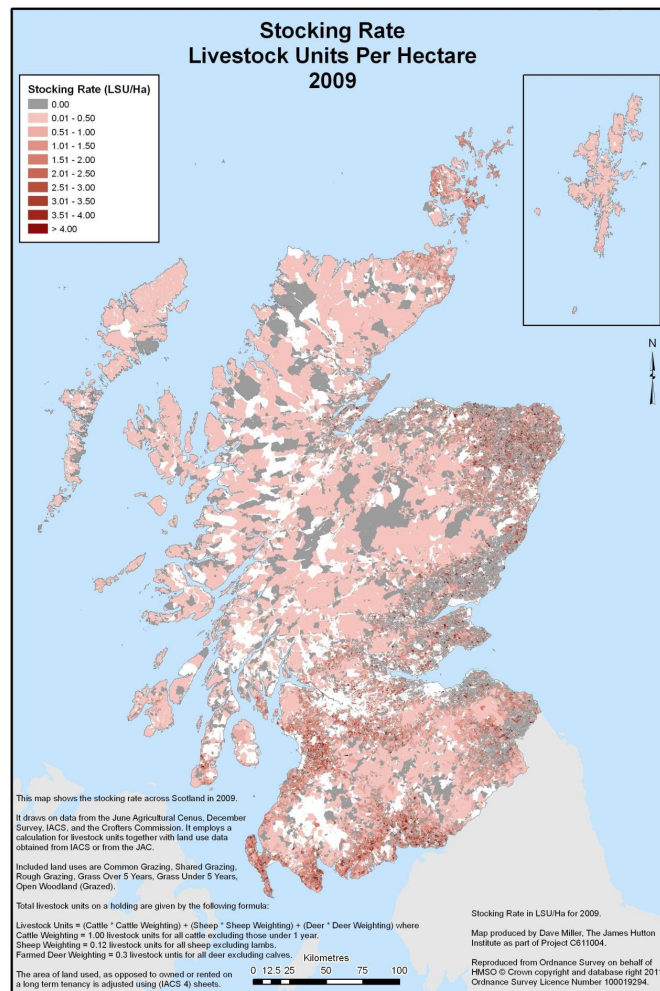 Stocking Rate
Livestock Units Per Hectare
2009
Stocking Rate (LSU/Ha)
0.00
0.01 - 0.50
0.51 - 1.00
1.01 - 1.50
1.51 - 2.00
2.01 - 2.50
2.51 - 3.00
3.01 - 3.50
3.51 - 4.00
> 4.00
N
This map shows the stocking rate across Scotland in 2009.
It draws on data from the June Agricultural Cenus, December
Survey, IACS, and the Crofters Commission. It employs a
calculation for livestock units together with land use data
obtained from IACS or from the JAC.
Included land uses are Common Grazing, Shared Grazing,
Rough Grazing, Grass Over 5 Years, Grass Under 5 Years,
Open Woodland (Grazed).
Total livestock units on a holding are given by the following formula:
Livestock Units = (Cattle * Cattle Weighting) + (Sheep * Sheep Weighting) + (Deer * Deer Weighting) where
Cattle Weighting = 1.00 livestock units for all cattle excluding those under 1 year.
Sheep Weighting = 0.12 livestock units for all sheep excluding lambs.
Farmed Deer Weighting = 0.3 livestock untis for all deer excluding calves.
The area of land used, as opposed to owned or rented on
a long term tenancy is adjusted using (IACS 4) sheets.
Kilometres
0 12.5 25 50 75 100
Stocking Rate in LSU/Ha for 2009.
Map produced by Dave Miller, The James Hutton
Institute as part of Project C611004.
Reproduced from Ordnance Survey on behalf of
HMSO © Crown copyright and database right 2011
Ordnance Survey Licence Number 100019294.